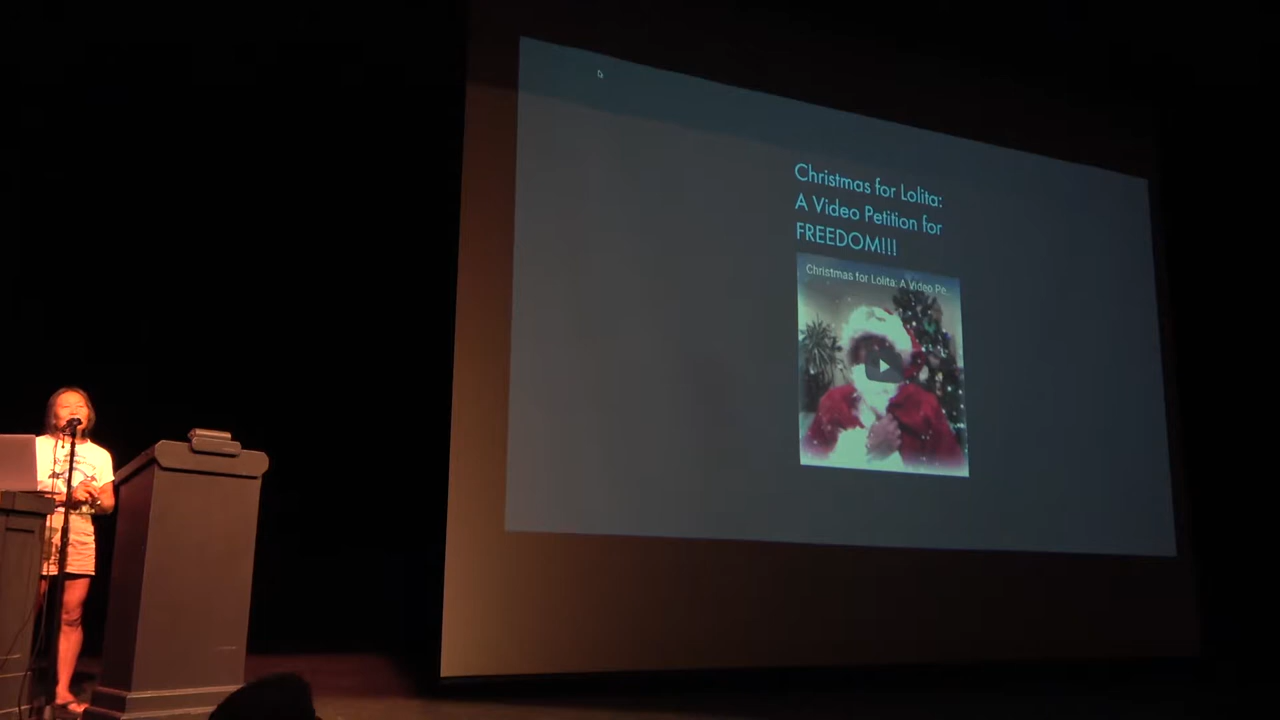 Christmas for Lolita:
A Video Petition for
FREEDOM!!!
Christmas for Lolita: A Video Pe...